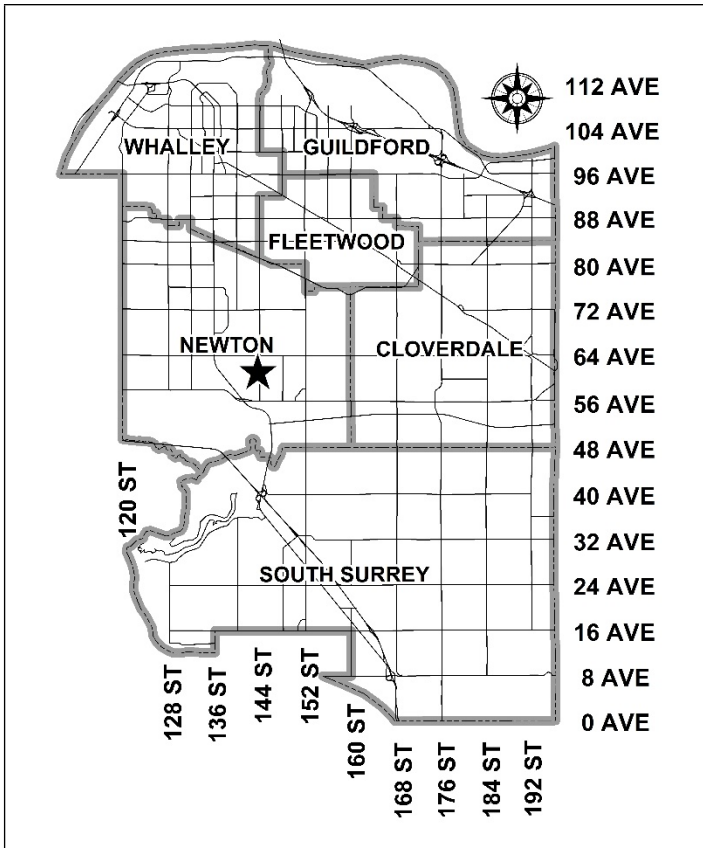 112 AVE
104 AVE
WHALLEY
GUILDFORD
96 AVE
88 AVE
FLEETWOOD
80 AVE
72 AVE
NEWTON
CLOVERDALE
64 AVE
56 AVE
48 AVE
120 ST
40 AVE
32 AVE
SOUTH SURREY
24 AVE
16 AVE
128 ST
136 ST
144 ST
152 ST
160 ST
8 AVE
0 AVE
168 ST
176 ST
184 ST
192 ST